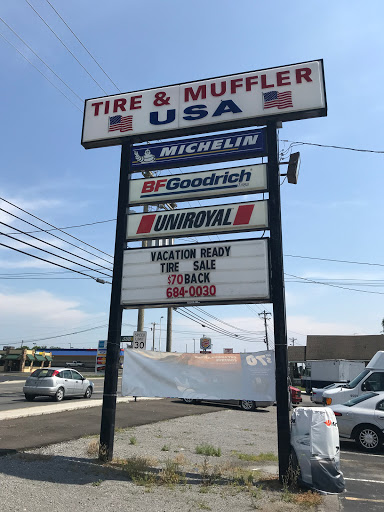 TIRE & MUFFLER
USA
MICHELIN
BFGoodrich
UNIROYAL
VACATION READY
TIRE SALE
$70BACK
684-0030
30